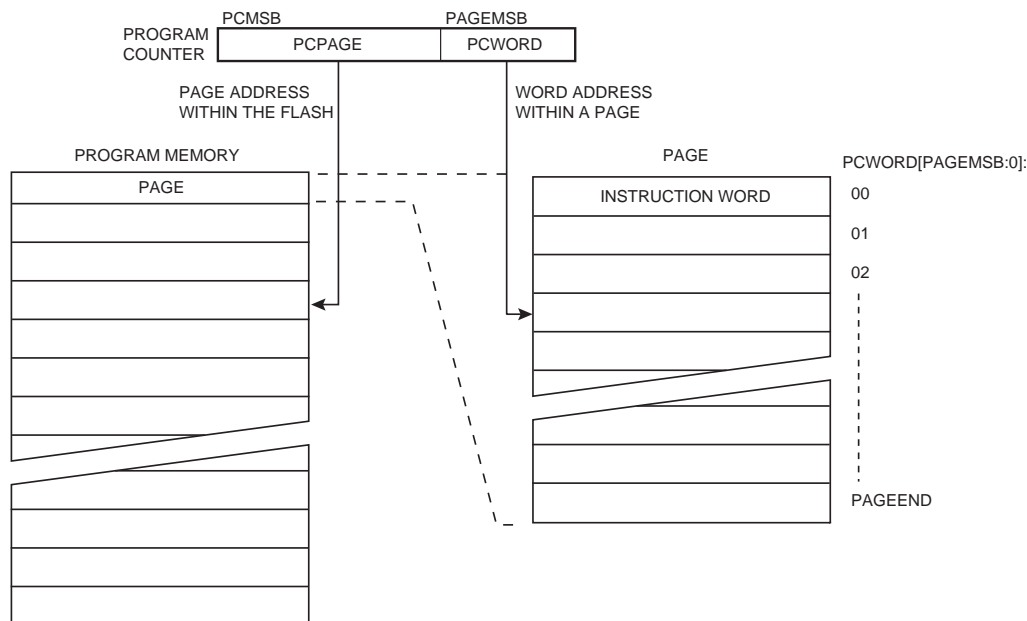 PCMSB PAGEMSB
PROGRAM
COUNTER
PCPAGE PCWORD
PAGE ADDRESS
WITHIN THE FLASH
WORD ADDRESS
WITHIN A PAGE
PROGRAM MEMORY
PAGE
PAGE
PCWORD[PAGEMSB:0]:
INSTRUCTION WORD
00
01
02
PAGEEND